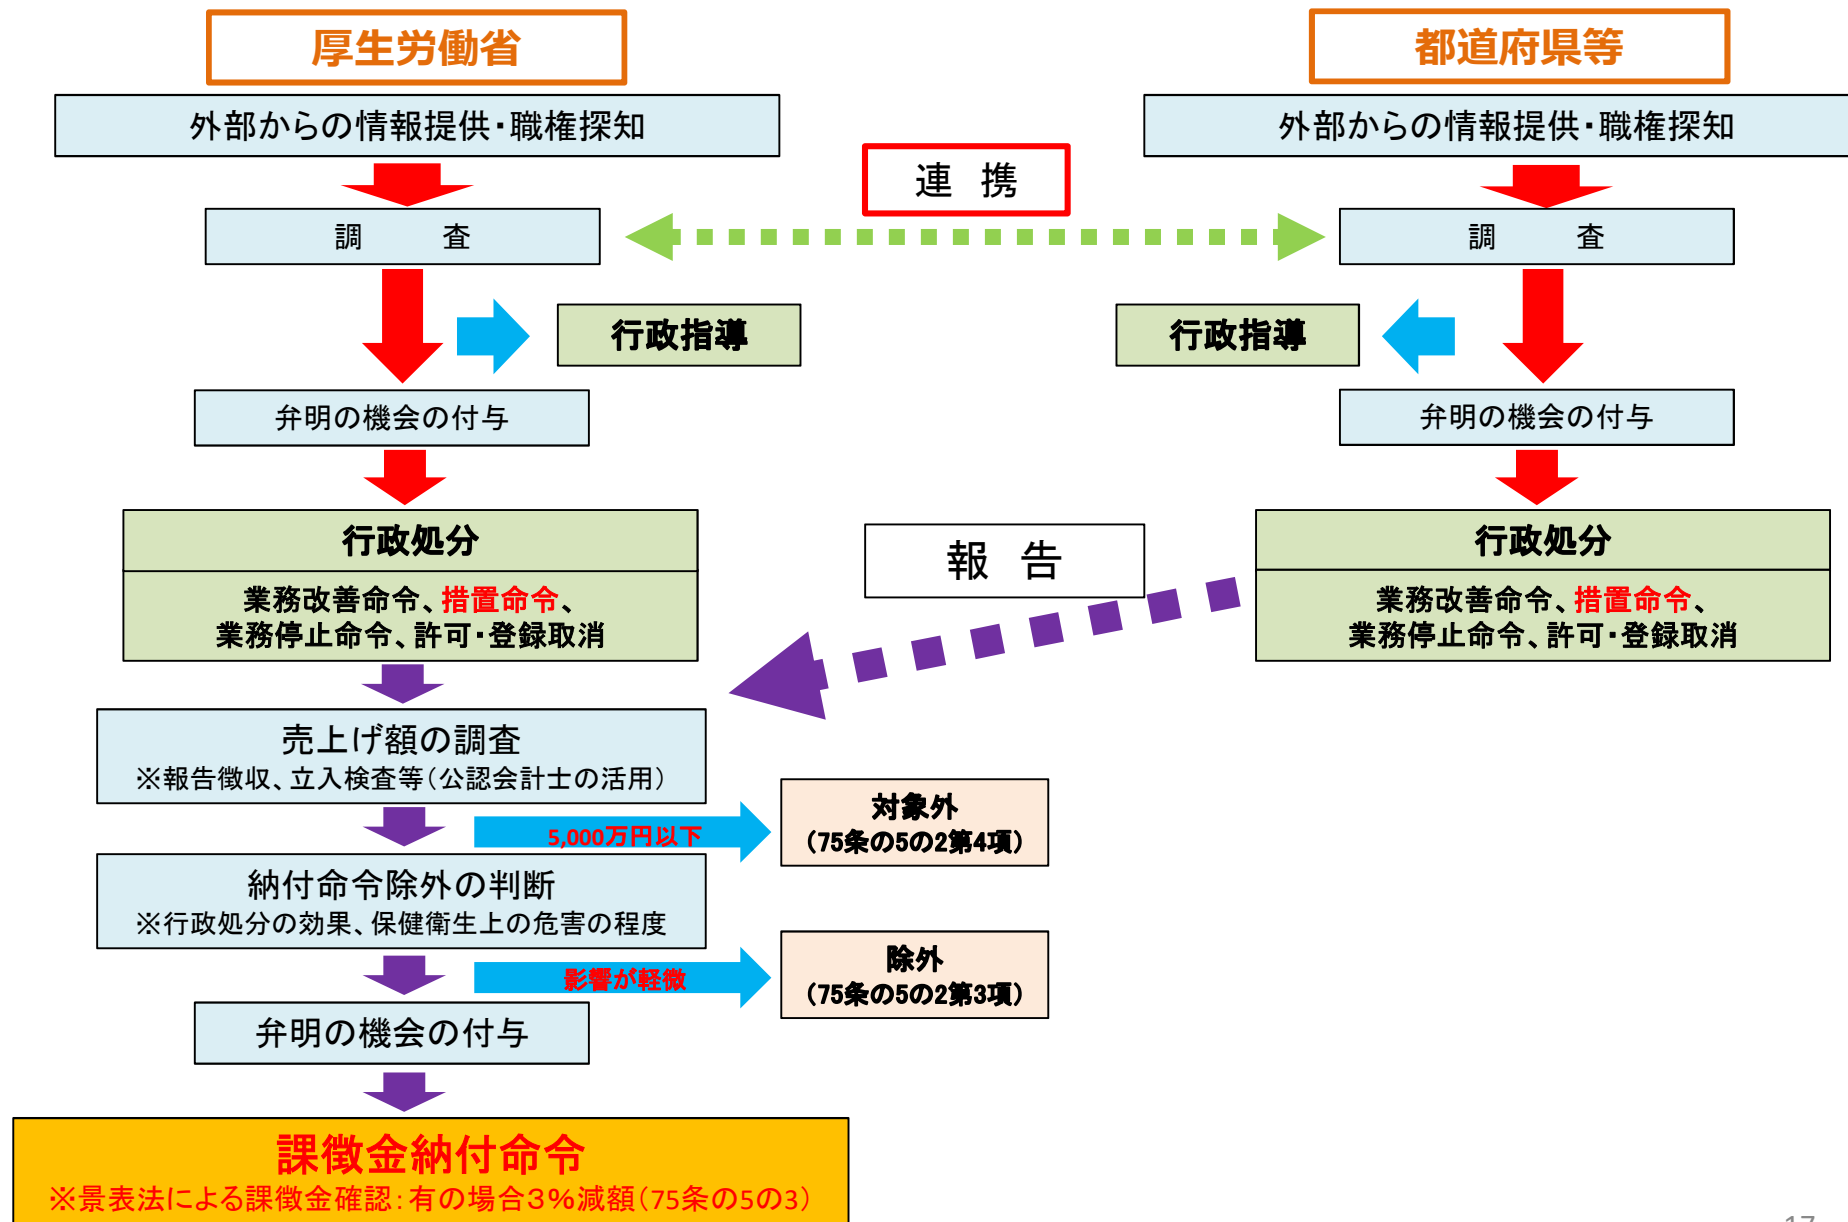 厚生労働省
都道府県等
外部からの情報提供・職権探知
外部からの情報提供・職権探知
連　携
調　　査
調　　査
行政指導
行政指導
弁明の機会の付与
弁明の機会の付与
行政処分
業務改善命令、措置命令、
業務停止命令、許可・登録取消
報　告
行政処分
業務改善命令、措置命令、
業務停止命令、許可・登録取消
売上げ額の調査
※報告徴収、立入検査等（公認会計士の活用）
5,000万円以下
対象外
（75条の5の2第4項）
納付命令除外の判断
※行政処分の効果、保健衛生上の危害の程度
影響が軽微
除外
（75条の5の2第3項）
弁明の機会の付与
課徴金納付命令
※景表法による課徴金確認：有の場合３％減額（75条の5の3）
17